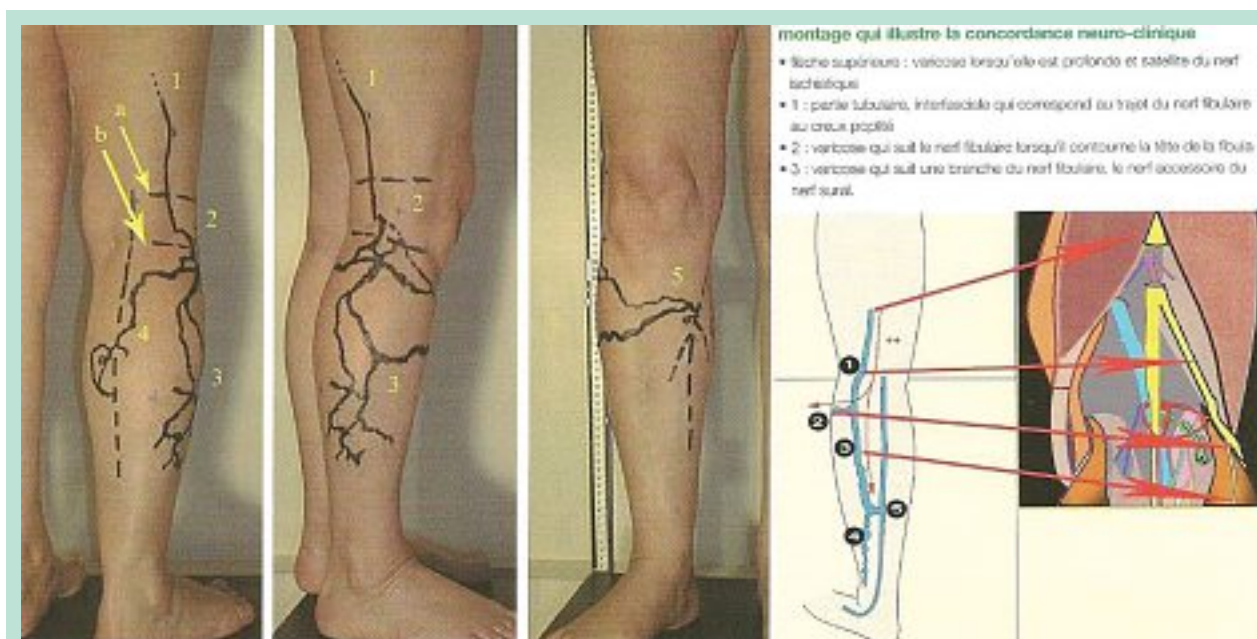 montage qui illustre la concordance neuro-clinique
• flèche supérieure : varicose lorsqu'elle est profonde et satellite du nerf
ischiatique
• 1 : partie tubulaire, interfasciale qui correspond au trajet du nerf fibulaire
au creux poplité
• 2 : varicose qui suit le nerf fibulaire lorsqu'il contourne la tête de la fibula
• 3 : varicose qui suit une branche du nerf fibulaire, le nerf accessoire du
nerf sural.
1
a
b
2
4
3
1
2
3
5
1
2
3
4
5